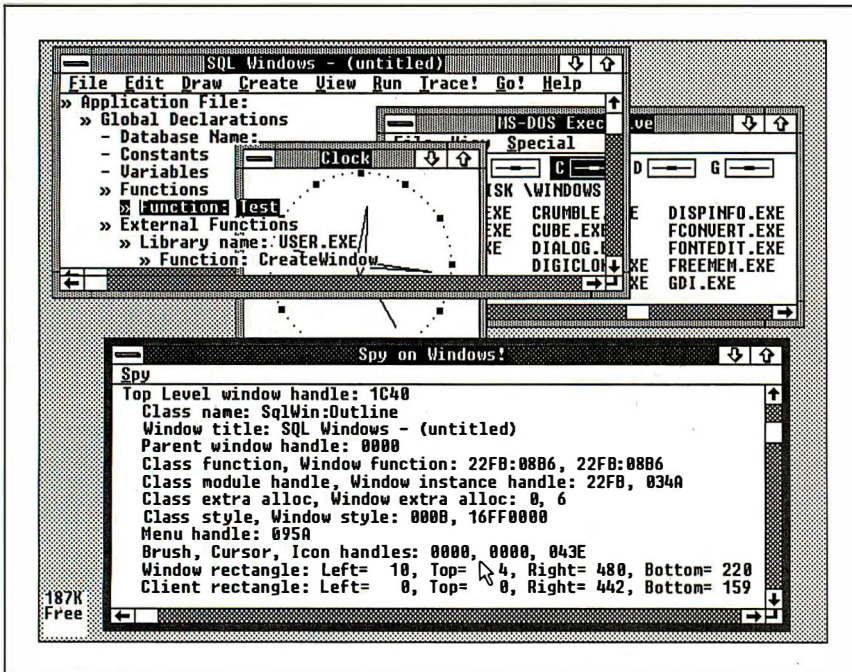 SQL Windows - (untitled)
File Edit Draw Create View Run Trace! Go! Help
» Application File:
» Global Declarations
- Database Name:
- Constants
- Variables
» Functions
» Function: Test
» External Functions
» Library name: USER.EXE
» Function: CreateWindow
Clock
MS-DOS Exec ve
Special
C D G
ISK \WINDOWS
EXE CRUMBLE. E DISPINFO.EXE
EXE CUBE.EXE FCONVERT.EXE
XE DIALOG.E FONTEDIT.EXE
DIGICLO XE FREEMEM.EXE
XE GDI.EXE
Spy on Windows!
Spy
Top Level window handle: 1C40
Class name: SqlWin:Outline
Window title: SQL Windows - (untitled)
Parent window handle: 0000
Class function, Window function: 22FB:08B6, 22FB:08B6
Class module handle, Window instance handle: 22FB, 034A
Class extra alloc, Window extra alloc: 0, 6
Class style, Window style: 000B, 16FF0000
Menu handle: 095A
Brush, Cursor, Icon handles: 0000, 0000, 043E
Window rectangle: Left= 10, Top= 4, Right= 480, Bottom= 220
Client rectangle: Left= 0, Top= 0, Right= 442, Bottom= 159
187K
Free